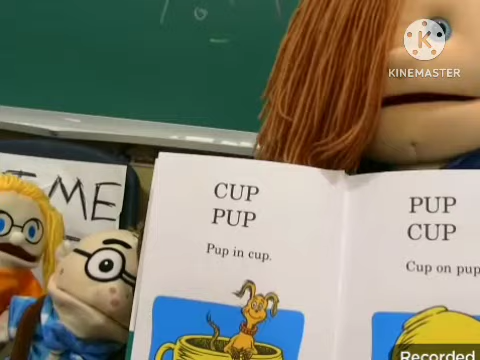 KINEMASTER
ME
CUP
PUP
Pup in cup.
PUP
CUP
Cup on pup
Recorded